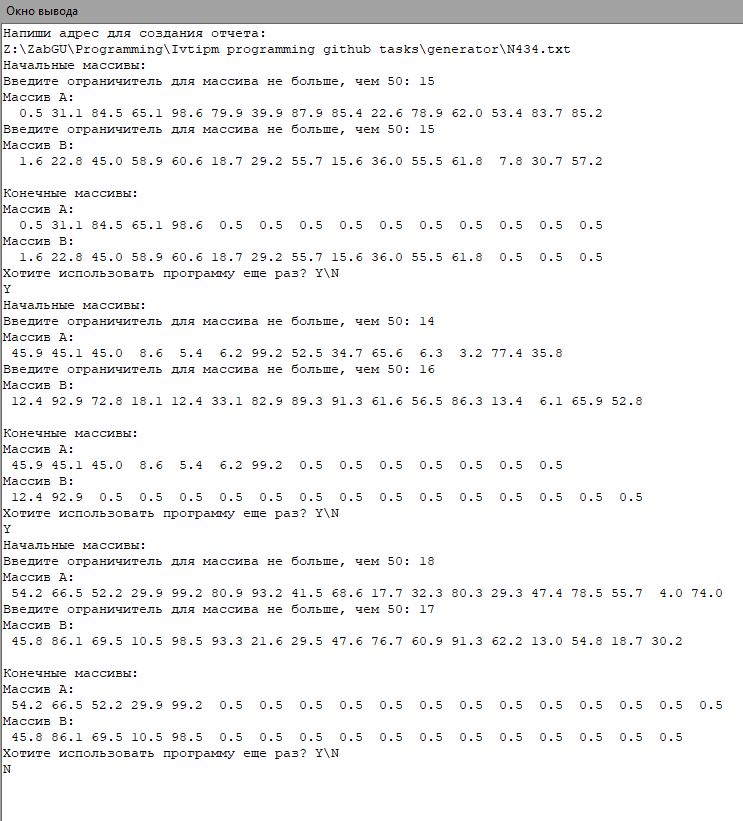 Окно вывода
Напиши адрес для создания отчета:
Z:\ZabGU\Programming\Ivtipm programming github tasks\generator\N434.txt
Начальные массивы:
Введите ограничитель для массива не больше, чем 50: 15
Массив A:
0.5 31.1 84.5 65.1 98.6 79.9 39.9 87.9 85.4 22.6 78.9 62.0 53.4 83.7 85.2
Введите ограничитель для массива не больше, чем 50: 15
Массив B:
1.6 22.8 45.0 58.9 60.6 18.7 29.2 55.7 15.6 36.0 55.5 61.8 7.8 30.7 57.2
Конечные массивы:
Массив A:
0.5 31.1 84.5 65.1 98.6 0.5 0.5 0.5 0.5 0.5 0.5 0.5 0.5 0.5 0.5
Массив B:
1.6 22.8 45.0 58.9 60.6 18.7 29.2 55.7 15.6 36.0 55.5 61.8 0.5 0.5 0.5
Хотите использовать программу еще раз? Y\N
Y
Начальные массивы:
Введите ограничитель для массива не больше, чем 50: 14
Массив A:
45.9 45.1 45.0 8.6 5.4 6.2 99.2 52.5 34.7 65.6 6.3 3.2 77.4 35.8
Введите ограничитель для массива не больше, чем 50: 16
Массив B:
12.4 92.9 72.8 18.1 12.4 33.1 82.9 89.3 91.3 61.6 56.5 86.3 13.4 6.1 65.9 52.8
Конечные массивы:
Массив A:
45.9 45.1 45.0 8.6 5.4 6.2 99.2 0.5 0.5 0.5 0.5 0.5 0.5 0.5
Массив B:
12.4 92.9 0.5 0.5 0.5 0.5 0.5 0.5 0.5 0.5 0.5 0.5 0.5 0.5 0.5 0.5
Хотите использовать программу еще раз? Y\N
Y
Начальные массивы:
Введите ограничитель для массива не больше, чем 50: 18
Массив A:
54.2 66.5 52.2 29.9 99.2 80.9 93.2 41.5 68.6 17.7 32.3 80.3 29.3 47.4 78.5 55.7 4.0 74.0
Введите ограничитель для массива не больше, чем 50: 17
Массив B:
45.8 86.1 69.5 10.5 98.5 93.3 21.6 29.5 47.6 76.7 60.9 91.3 62.2 13.0 54.8 18.7 30.2
Конечные массивы:
Массив A:
54.2 66.5 52.2 29.9 99.2 0.5 0.5 0.5 0.5 0.5 0.5 0.5 0.5 0.5 0.5 0.5 0.5 0.5
Массив B:
45.8 86.1 69.5 10.5 98.5 0.5 0.5 0.5 0.5 0.5 0.5 0.5 0.5 0.5 0.5 0.5 0.5
Хотите использовать программу еще раз? Y\N
N